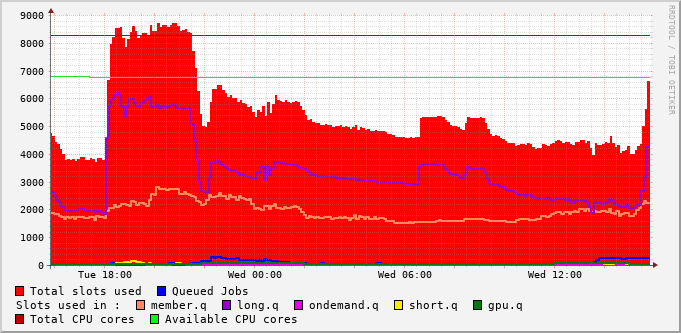 RRDTOOL / TOBI OETIKER
9000
8000
7000
6000
5000
4000
3000
2000
1000
0
Tue 18:00 Wed 00:00 Wed 06:00 Wed 12:00
Total slots used Queued Jobs
Slots used in : member.q long.q ondemand.q short.q gpu.q
Total CPU cores Available CPU cores